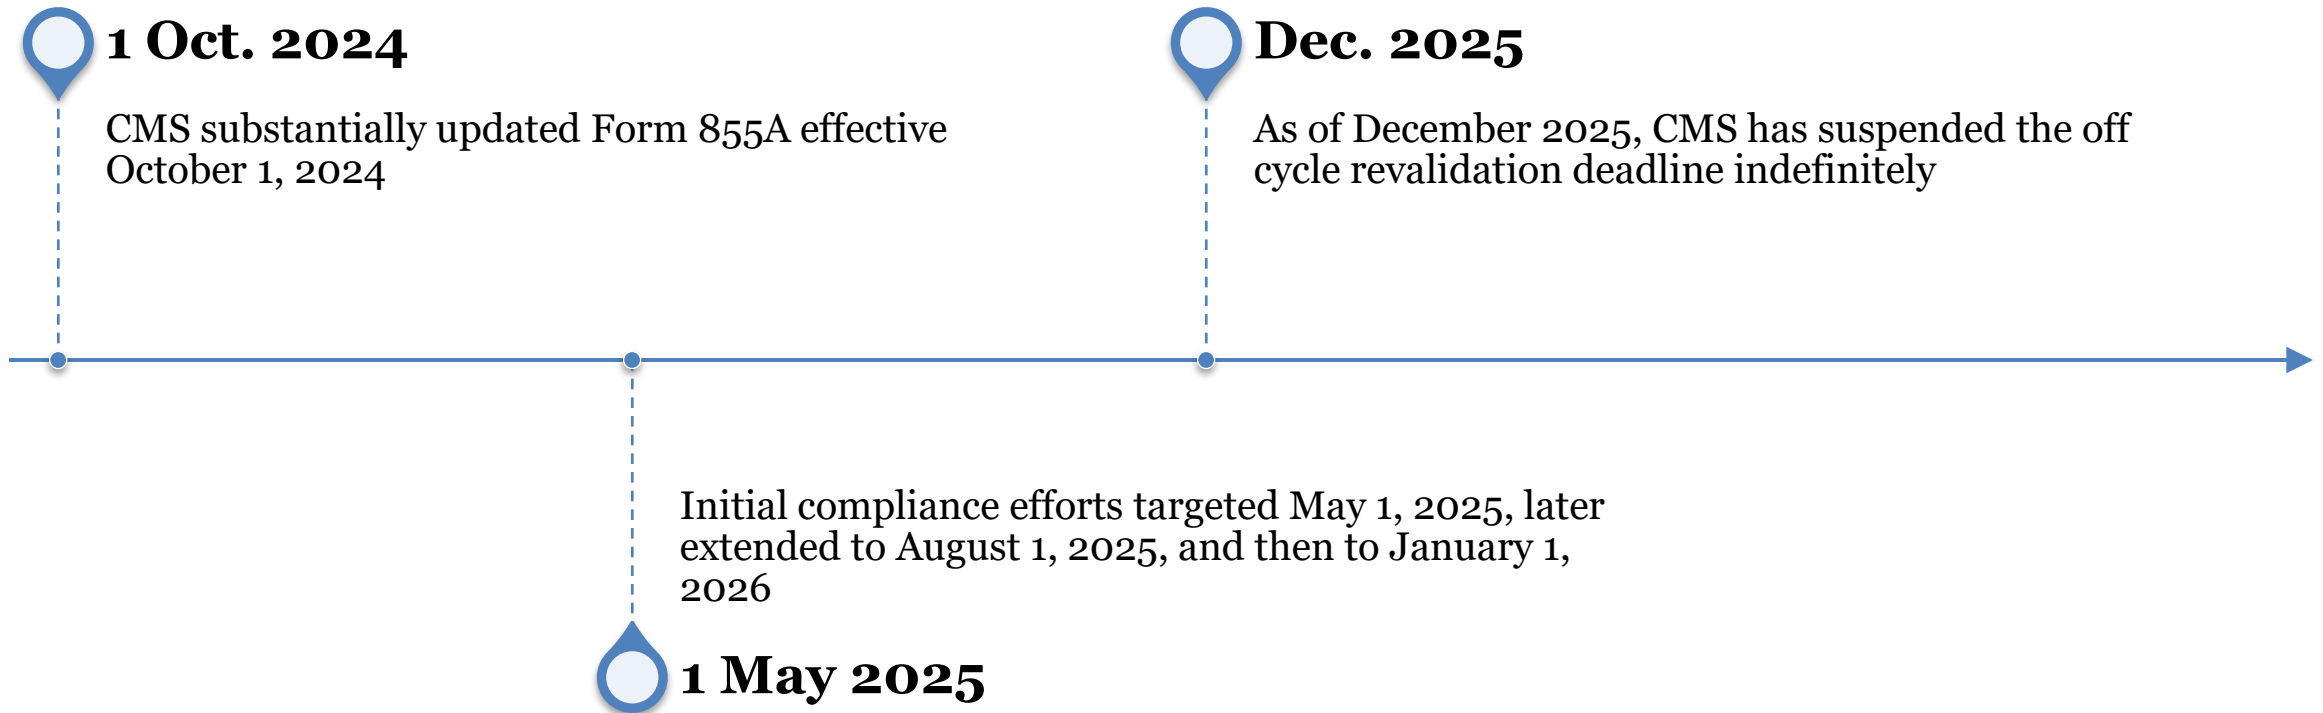 1 Oct. 2024
CMS substantially updated Form 855A effective
October 1, 2024
Dec. 2025
As of December 2025, CMS has suspended the off
cycle revalidation deadline indefinitely
Initial compliance efforts targeted May 1, 2025, later
extended to August 1, 2025, and then to January 1,
2026
1 May 2025